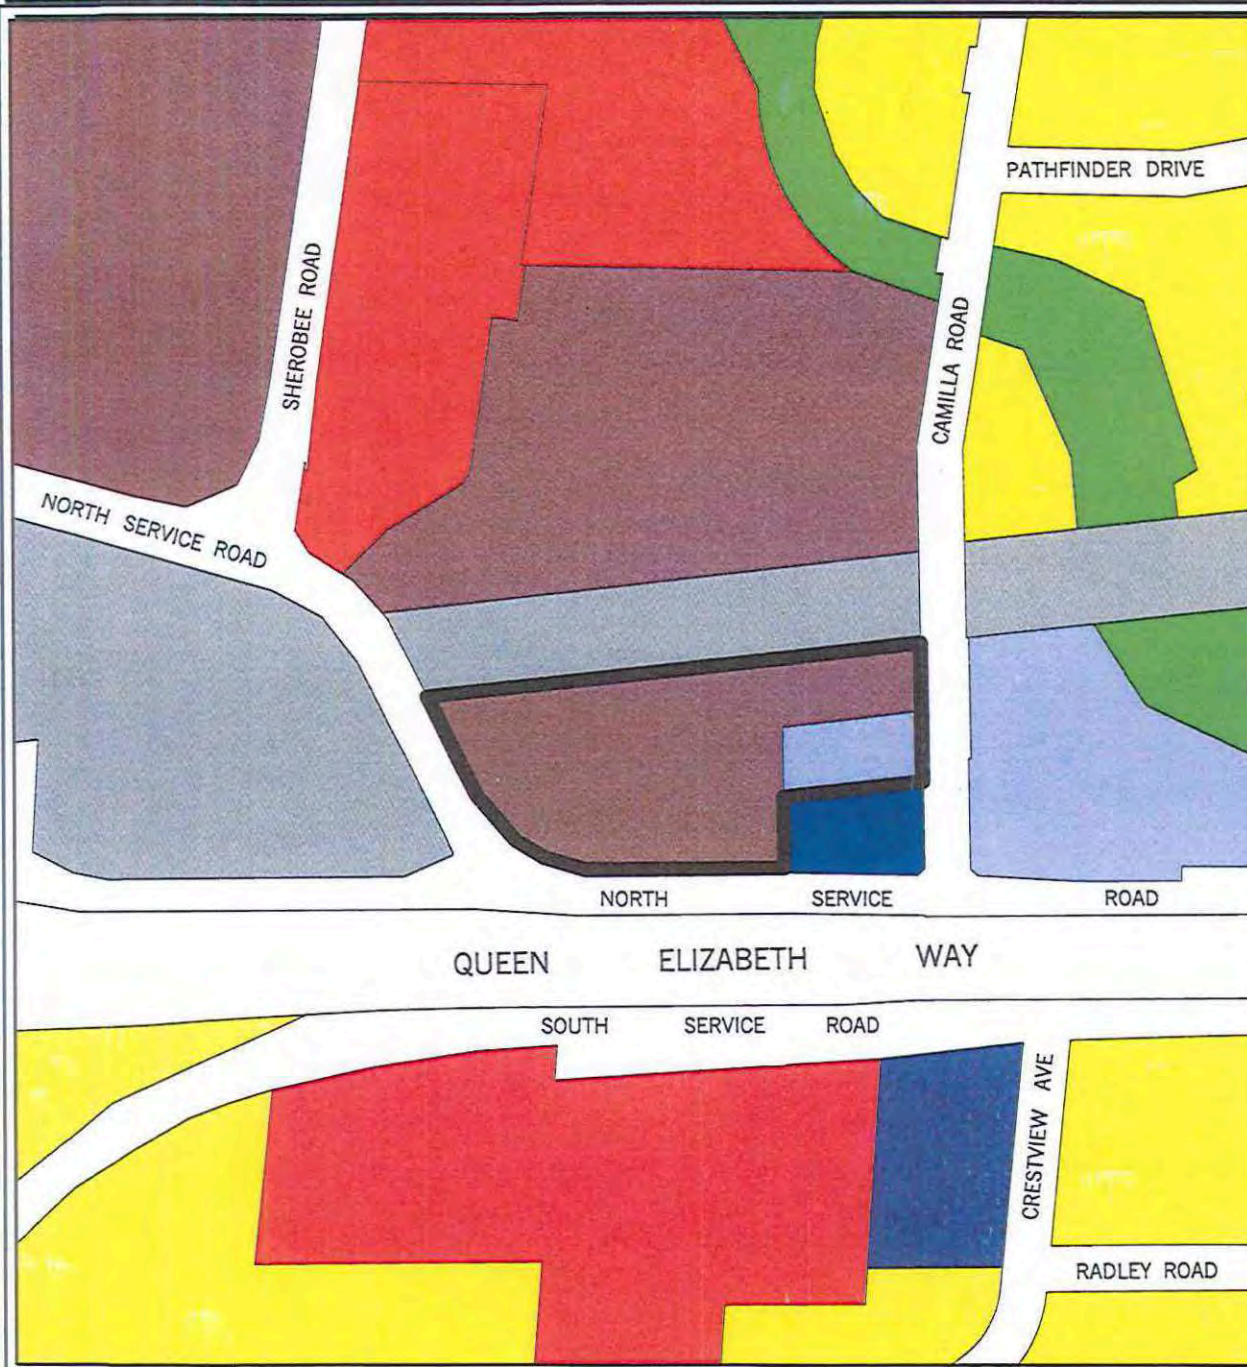 PATHFINDER DRIVE
SHEROBEE ROAD
CAMILLA ROAD
NORTH SERVICE ROAD
NORTH SERVICE ROAD
QUEEN ELIZABETH WAY
SOUTH SERVICE ROAD
CRESTVIEW AVE
RADLEY ROAD